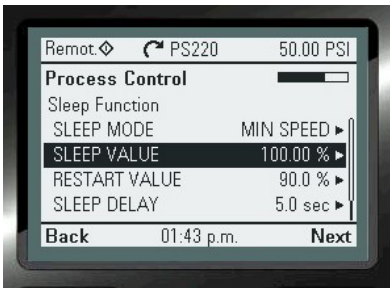 Remot. PS220 50.00 PSI
Process Control
Sleep Function
SLEEP MODE MIN SPEED
SLEEP VALUE 100.00 %
RESTART VALUE 90.0 %
SLEEP DELAY 5.0 sec
Back 01:43 p.m. Next